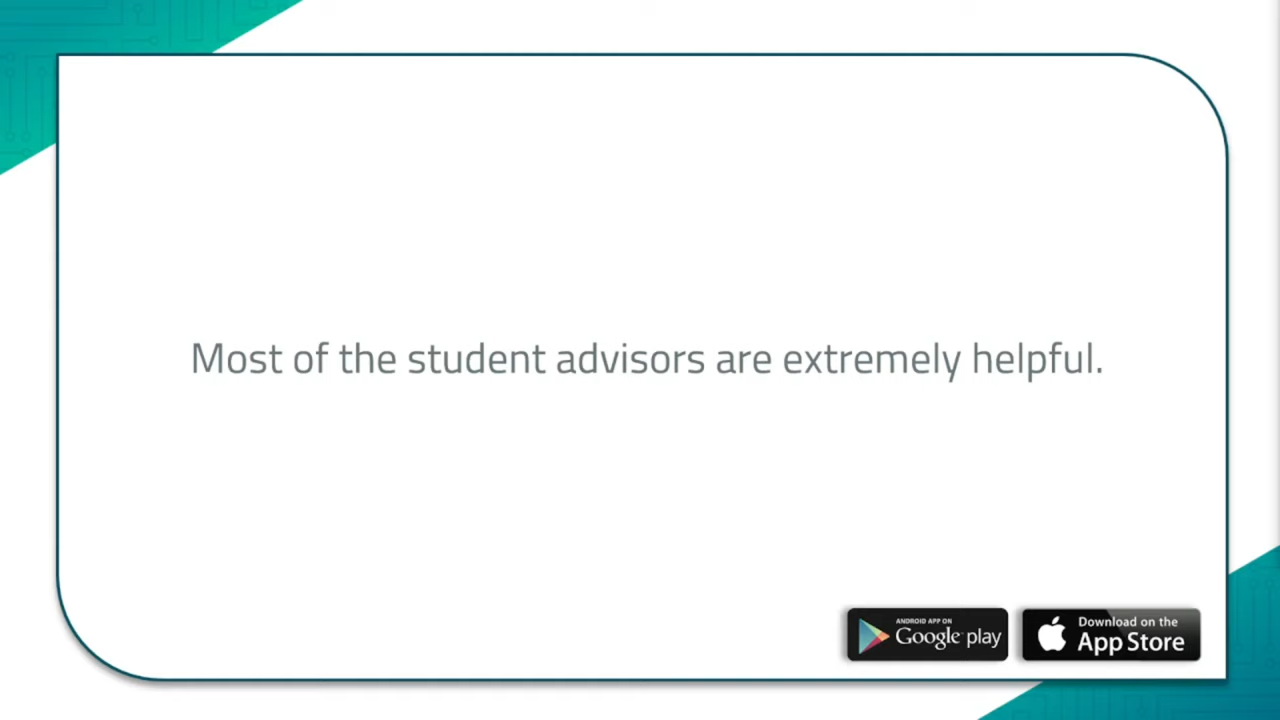 Most of the student advisors are extremely helpful.
ANDROID APP ON
Google play
Download on the
App Store